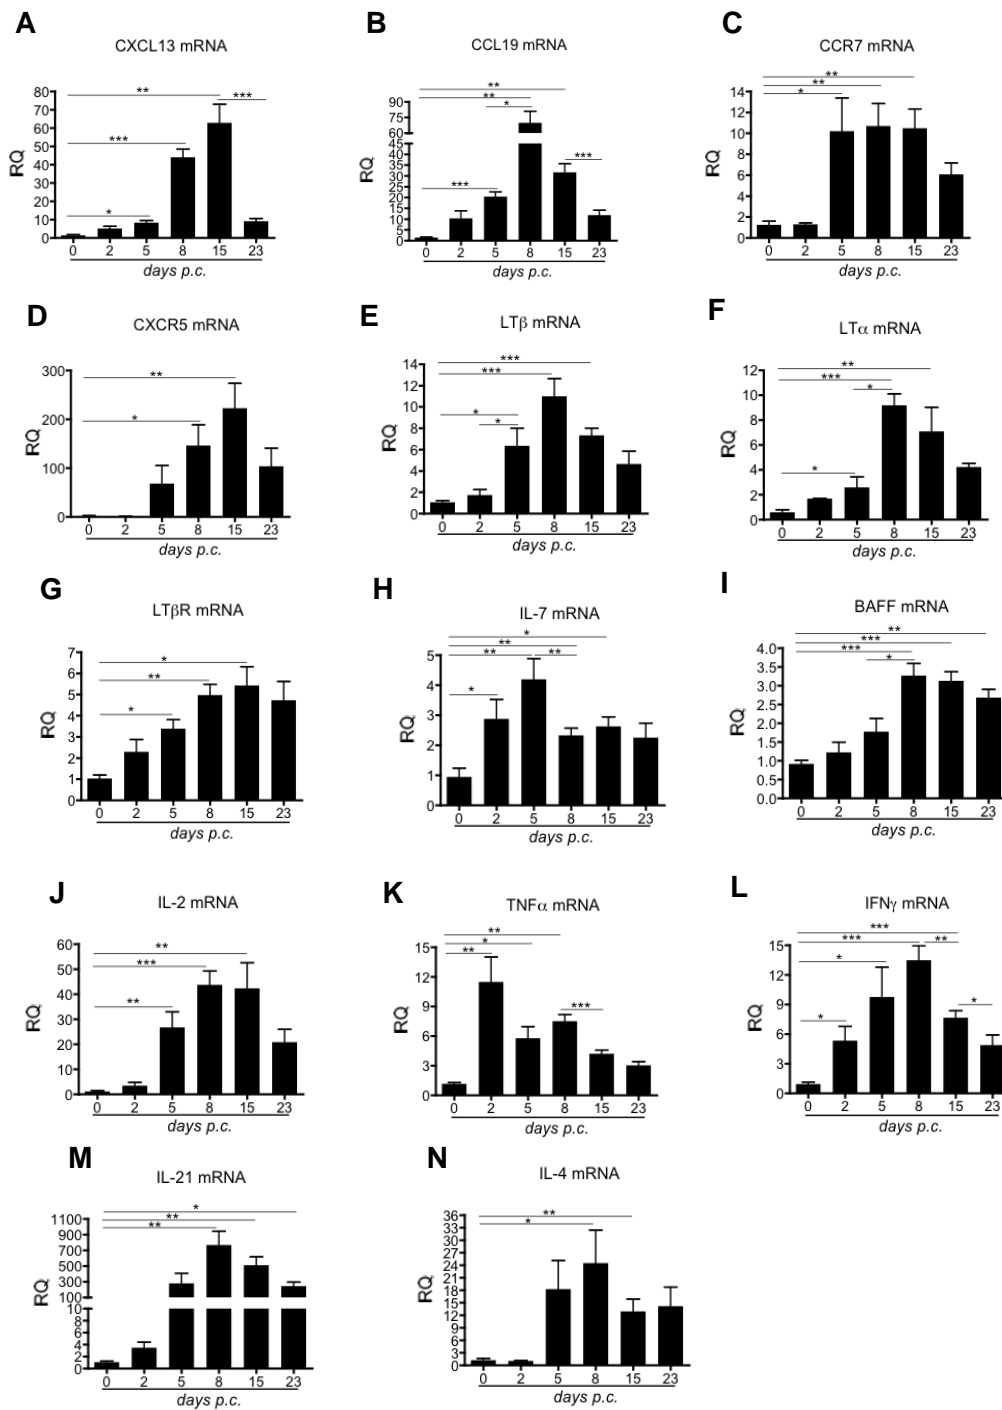 A
CXCL13 mRNA
RQ
80
70
60
50
40
30
20
10
0
**
***
***
*
0 2 5 8 15 23
days p.c.
B
CCL19 mRNA
RQ
90
75
60
45
40
35
30
25
20
15
10
5
0
**
**
*
***
***
0 2 5 8 15 23
days p.c.
C
CCR7 mRNA
RQ
14
12
10
8
6
4
2
0
**
**
*
0 2 5 8 15 23
days p.c.
D
CXCR5 mRNA
RQ
300
200
100
0
**
*
0 2 5 8 15 23
days p.c.
E
LTβ mRNA
RQ
14
12
10
8
6
4
2
0
***
***
*
*
0 2 5 8 15 23
days p.c.
F
LTα mRNA
RQ
12
10
8
6
4
2
0
**
***
*
*
0 2 5 8 15 23
days p.c.
G
LTβR mRNA
RQ
7
6
5
4
3
2
1
0
*
**
*
0 2 5 8 15 23
days p.c.
H
IL-7 mRNA
RQ
5
4
3
2
1
0
*
**
** **
*
0 2 5 8 15 23
days p.c.
I
BAFF mRNA
RQ
4.0
3.5
3.0
2.5
2.0
1.5
1.0
0.5
0.0
**
***
***
*
0 2 5 8 15 23
days p.c.
J
IL-2 mRNA
RQ
60
50
40
30
20
10
0
**
***
**
0 2 5 8 15 23
days p.c.
K
TNFα mRNA
RQ
15
12
9
6
3
0
**
*
**
***
0 2 5 8 15 23
days p.c.
L
IFNγ mRNA
RQ
15
12
9
6
3
0
***
*** **
*
*
*
0 2 5 8 15 23
days p.c.
M
IL-21 mRNA
RQ
1100
900
700
500
300
100
10
8
6
4
2
0
*
**
**
0 2 5 8 15 23
days p.c.
N
IL-4 mRNA
RQ
36
33
30
27
24
21
18
15
12
9
6
3
0
**
*
0 2 5 8 15 23
days p.c.